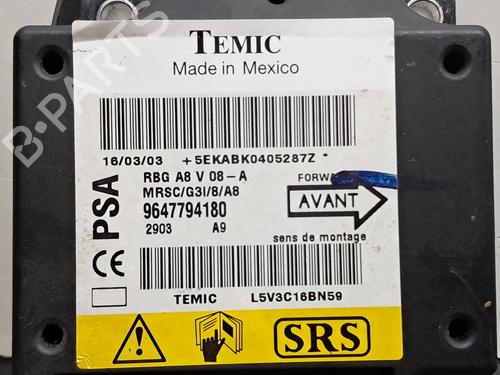 TEMIC
Made in Mexico
16/03/03 +5EKABK0405287Z *
RBG A8 V 08-A
MRSC/G3I/8/A8
9647794180
2903 A9
PSA
CE
FORWA
AVANT
sens de montage
TEMIC L5V3C16BN59
SRS
B-PARTS